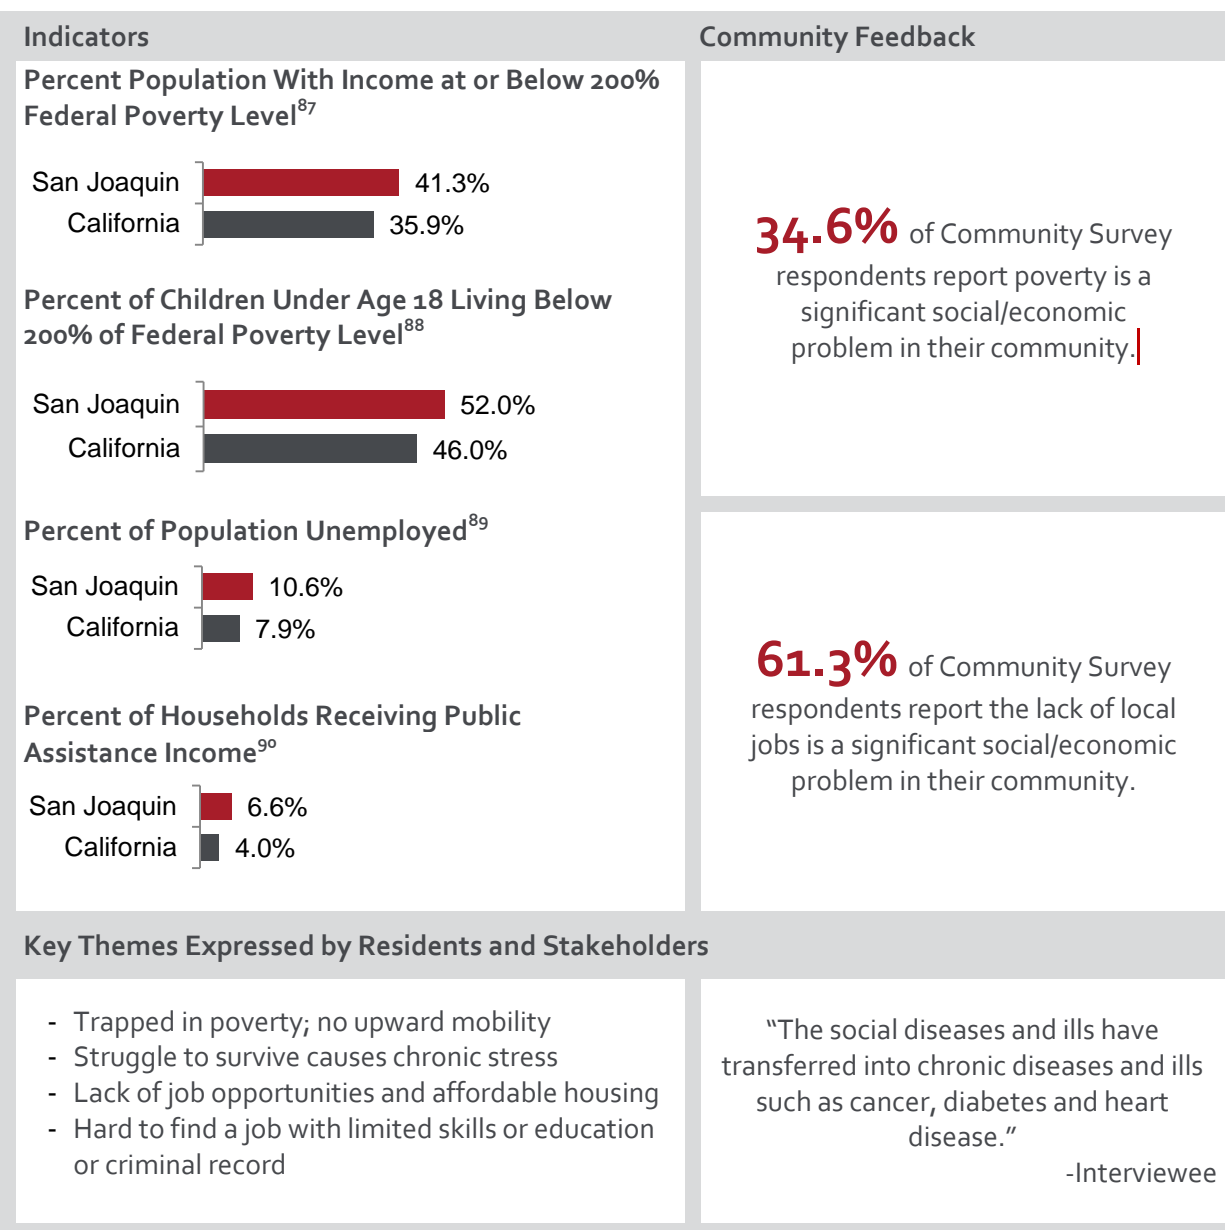 Indicators
Community Feedback
Percent Population With Income at or Below 200%
Federal Poverty Level87
San Joaquin 41.3%
California 35.9%
Percent of Children Under Age 18 Living Below
200% of Federal Poverty Level88
San Joaquin 52.0%
California 46.0%
Percent of Population Unemployed89
San Joaquin 10.6%
California 7.9%
Percent of Households Receiving Public
Assistance Income90
San Joaquin 6.6%
California 4.0%
34.6% of Community Survey
respondents report poverty is a
significant social/economic
problem in their community.
61.3% of Community Survey
respondents report the lack of local
jobs is a significant social/economic
problem in their community.
Key Themes Expressed by Residents and Stakeholders
- Trapped in poverty; no upward mobility
- Struggle to survive causes chronic stress
- Lack of job opportunities and affordable housing
- Hard to find a job with limited skills or education
or criminal record
“The social diseases and ills have
transferred into chronic diseases and ills
such as cancer, diabetes and heart
disease.”
-Interviewee